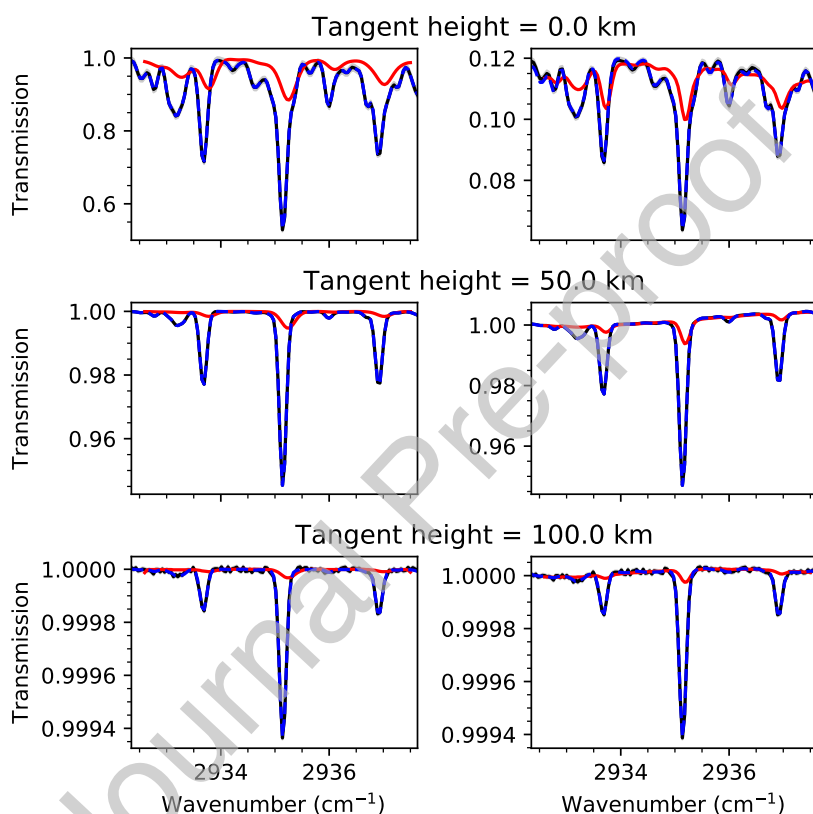 Tangent height = 0.0 km
Transmission
1.0
0.8
0.6
0.12
0.10
0.08
Tangent height = 50.0 km
Transmission
1.00
0.98
0.96
1.00
0.98
0.96
Tangent height = 100.0 km
Transmission
1.0000
0.9998
0.9996
0.9994
1.0000
0.9998
0.9996
0.9994
2934 2936
2934 2936
Wavenumber (cm⁻¹)
Wavenumber (cm⁻¹)
Journal Pre-proof